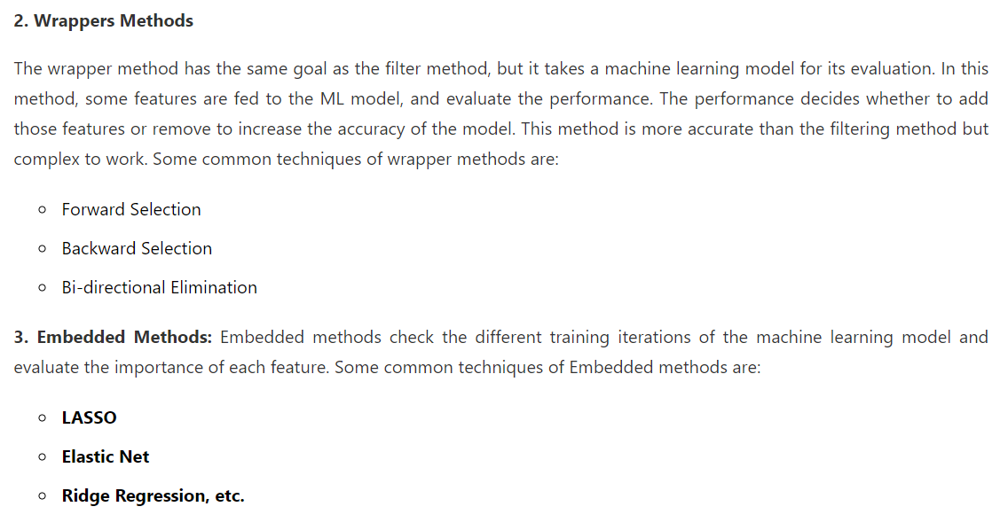 2. Wrappers Methods
The wrapper method has the same goal as the filter method, but it takes a machine learning model for its evaluation. In this
method, some features are fed to the ML model, and evaluate the performance. The performance decides whether to add
those features or remove to increase the accuracy of the model. This method is more accurate than the filtering method but
complex to work. Some common techniques of wrapper methods are:
Forward Selection
Backward Selection
Bi-directional Elimination
3. Embedded Methods: Embedded methods check the different training iterations of the machine learning model and
evaluate the importance of each feature. Some common techniques of Embedded methods are:
LASSO
Elastic Net
Ridge Regression, etc.